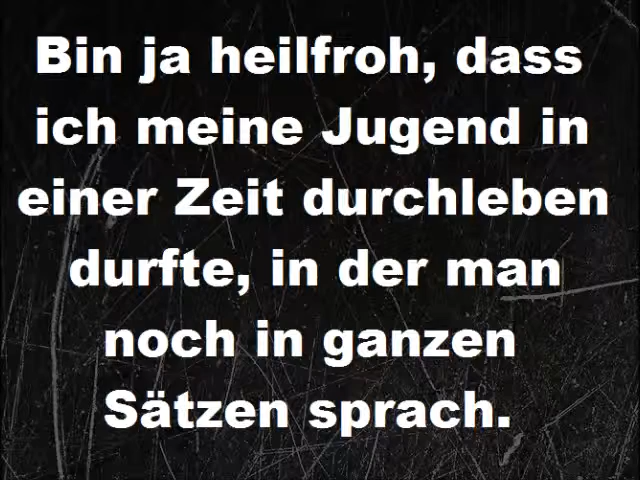 Bin ja heilfroh, dass
ich meine Jugend in
einer Zeit durchleben
durfte, in der man
noch in ganzen
Sätzen sprach.